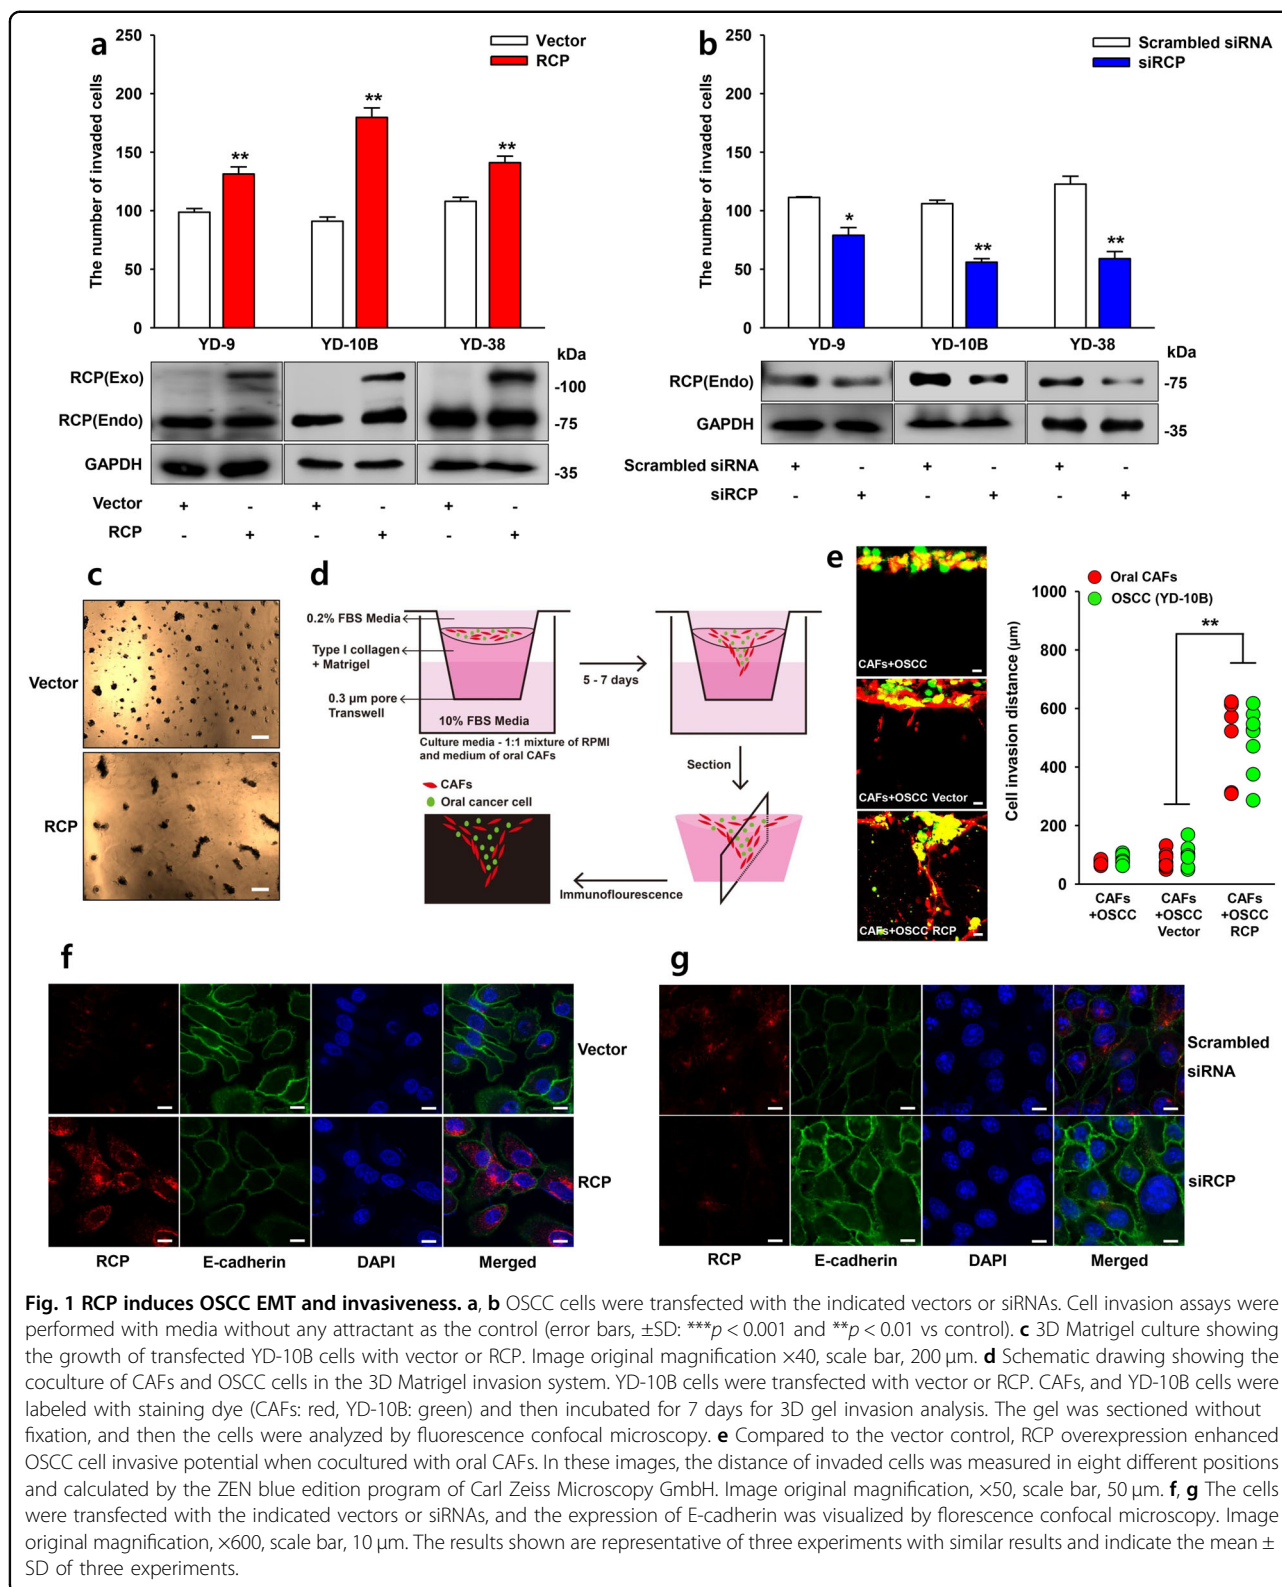 a
250
200
150
100
50
0
The number of invaded cells
Vector
RCP
**
**
**
YD-9 YD-10B YD-38
kDa
RCP(Exo)
-100
RCP(Endo)
-75
GAPDH
-35
Vector + - + - + -
RCP - + - + - +
b
250
200
150
100
50
0
The number of invaded cells
Scrambled siRNA
siRCP
*
**
**
YD-9 YD-10B YD-38
kDa
RCP(Endo)
-75
GAPDH
-35
Scrambled siRNA + - + - + -
siRCP - + - + - +
c
Vector
RCP
d
0.2% FBS Media
Type I collagen
+ Matrigel
0.3 µm pore
Transwell
10% FBS Media
Culture media - 1:1 mixture of RPMI
and medium of oral CAFs
5 - 7 days
Section
CAFs
Oral cancer cell
Immunoflourescence
e
CAFs+OSCC
CAFs+OSCC Vector
CAFs+OSCC RCP
Oral CAFs
OSCC (YD-10B)
1000
800
600
400
200
0
Cell invasion distance (µm)
**
CAFs
+OSCC
CAFs
+OSCC
Vector
CAFs
+OSCC
RCP
f
Vector
RCP
RCP E-cadherin DAPI Merged
g
Scrambled
siRNA
siRCP
RCP E-cadherin DAPI Merged
Fig. 1 RCP induces OSCC EMT and invasiveness. a, b OSCC cells were transfected with the indicated vectors or siRNAs. Cell invasion assays were
performed with media without any attractant as the control (error bars, ±SD: ***p < 0.001 and **p < 0.01 vs control). c 3D Matrigel culture showing
the growth of transfected YD-10B cells with vector or RCP. Image original magnification ×40, scale bar, 200 µm. d Schematic drawing showing the
coculture of CAFs and OSCC cells in the 3D Matrigel invasion system. YD-10B cells were transfected with vector or RCP. CAFs, and YD-10B cells were
labeled with staining dye (CAFs: red, YD-10B: green) and then incubated for 7 days for 3D gel invasion analysis. The gel was sectioned without
fixation, and then the cells were analyzed by fluorescence confocal microscopy. e Compared to the vector control, RCP overexpression enhanced
OSCC cell invasive potential when cocultured with oral CAFs. In these images, the distance of invaded cells was measured in eight different positions
and calculated by the ZEN blue edition program of Carl Zeiss Microscopy GmbH. Image original magnification, ×50, scale bar, 50 µm. f, g The cells
were transfected with the indicated vectors or siRNAs, and the expression of E-cadherin was visualized by florescence confocal microscopy. Image
original magnification, ×600, scale bar, 10 µm. The results shown are representative of three experiments with similar results and indicate the mean ±
SD of three experiments.